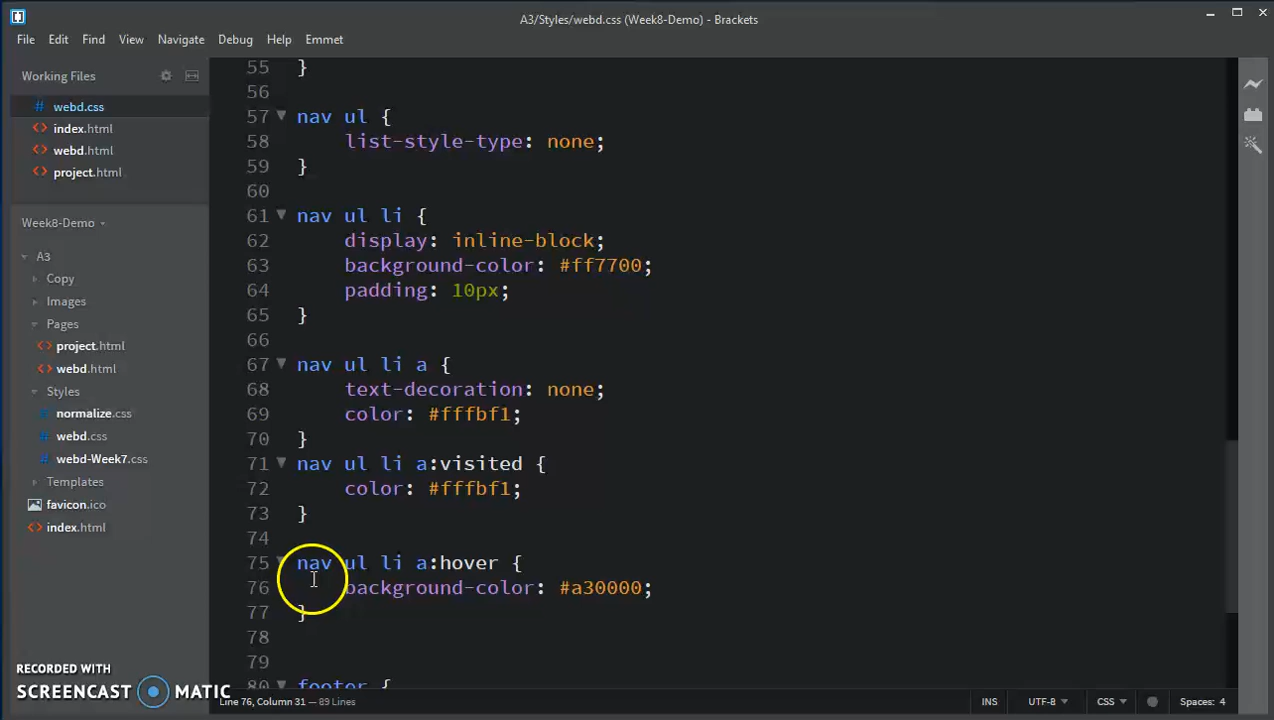 A3/Styles/webd.css (Week8-Demo) - Brackets
File Edit Find View Navigate Debug Help Emmet
Working Files
webd.css
index.html
webd.html
project.html
Week8-Demo
A3
Copy
Images
Pages
project.html
webd.html
Styles
normalize.css
webd.css
webd-Week7.css
Templates
favicon.ico
index.html
55 }
56
57 nav ul {
58 list-style-type: none;
59 }
60
61 nav ul li {
62 display: inline-block;
63 background-color: #ff7700;
64 padding: 10px;
65 }
66
67 nav ul li a {
68 text-decoration: none;
69 color: #fffbf1;
70 }
71 nav ul li a:visited {
72 color: #fffbf1;
73 }
74
75 nav ul li a:hover {
76 background-color: #a30000;
77 }
78
79
80 footer {
Line 76, Column 31 — 89 Lines
INS UTF-8 CSS Spaces: 4
RECORDED WITH
SCREENCAST MATIC